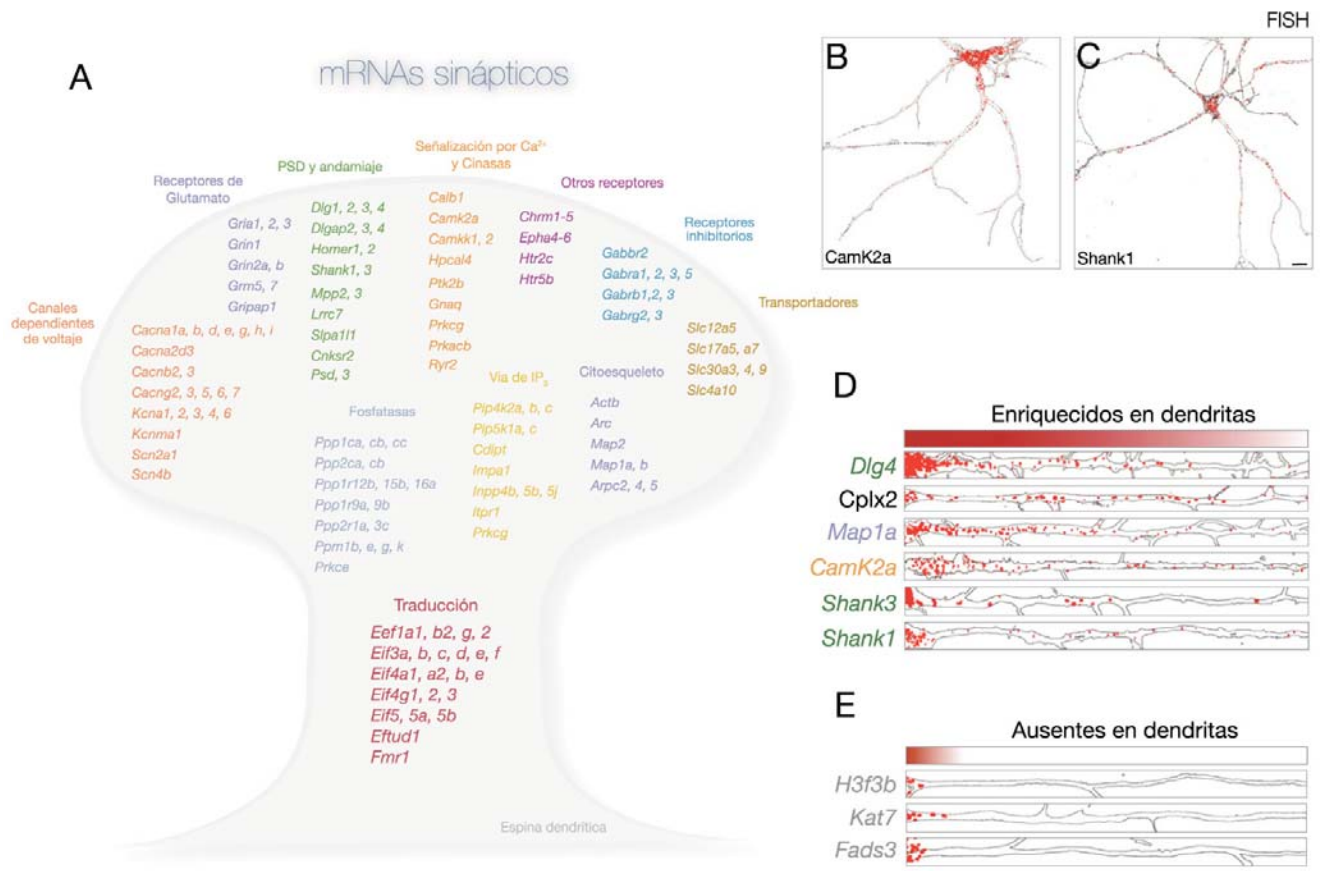 A
mRNAs sinápticos
Receptores de
Glutamato
Gria1, 2, 3
Grin1
Grin2a, b
Grm5, 7
Gripap1
PSD y andamiaje
Dlg1, 2, 3, 4
Dlgap2, 3, 4
Homer1, 2
Shank1, 3
Mpp2, 3
Lrrc7
Slpa1l1
Cnksr2
Psd, 3
Señalización por Ca²⁺
y Cinasas
Calb1
Camk2a
Camkk1, 2
Hpcal4
Ptk2b
Gnaq
Prkcg
Prkacb
Ryr2
Otros receptores
Chrm1-5
Epha4-6
Htr2c
Htr5b
Receptores
inhibitorios
Gabbr2
Gabra1, 2, 3, 5
Gabrb1,2, 3
Gabrg2, 3
Transportadores
Slc12a5
Slc17a5, a7
Slc30a3, 4, 9
Slc4a10
Canales
dependientes
de voltaje
Cacna1a, b, d, e, g, h, i
Cacna2d3
Cacnb2, 3
Cacng2, 3, 5, 6, 7
Kcna1, 2, 3, 4, 6
Kcnma1
Scn2a1
Scn4b
Fosfatasas
Ppp1ca, cb, cc
Ppp2ca, cb
Ppp1r12b, 15b, 16a
Ppp1r9a, 9b
Ppp2r1a, 3c
Ppm1b, e, g, k
Prkce
Via de IP₃
Pip4k2a, b, c
Pip5k1a, c
Cdipt
Impa1
Inpp4b, 5b, 5j
Itpr1
Prkcg
Citoesqueleto
Actb
Arc
Map2
Map1a, b
Arpc2, 4, 5
Traducción
Eef1a1, b2, g, 2
Eif3a, b, c, d, e, f
Eif4a1, a2, b, e
Eif4g1, 2, 3
Eif5, 5a, 5b
Eftud1
Fmr1
Espina dendrítica
FISH
B
CamK2a
C
Shank1
D
Enriquecidos en dendritas
Dlg4
Cplx2
Map1a
CamK2a
Shank3
Shank1
E
Ausentes en dendritas
H3f3b
Kat7
Fads3